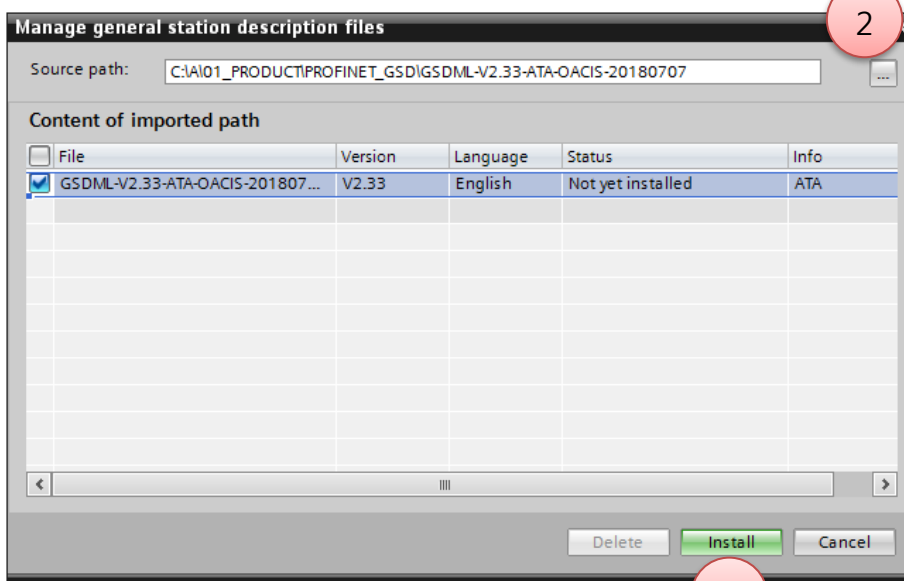 Manage general station description files
2
Source path: C:\A\01_PRODUCT\PROFINET_GSD\GSDML-V2.33-ATA-OACIS-20180707 ...
Content of imported path
File Version Language Status Info
GSDML-V2.33-ATA-OACIS-201807... V2.33 English Not yet installed ATA
Delete Install Cancel